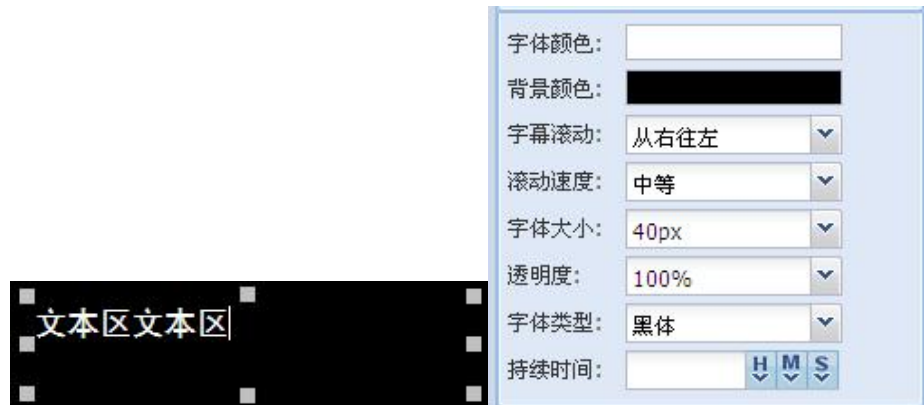 文本区文本区
字体颜色：
背景颜色：
字幕滚动： 从右往左
滚动速度： 中等
字体大小： 40px
透明度： 100%
字体类型： 黑体
持续时间： H M S